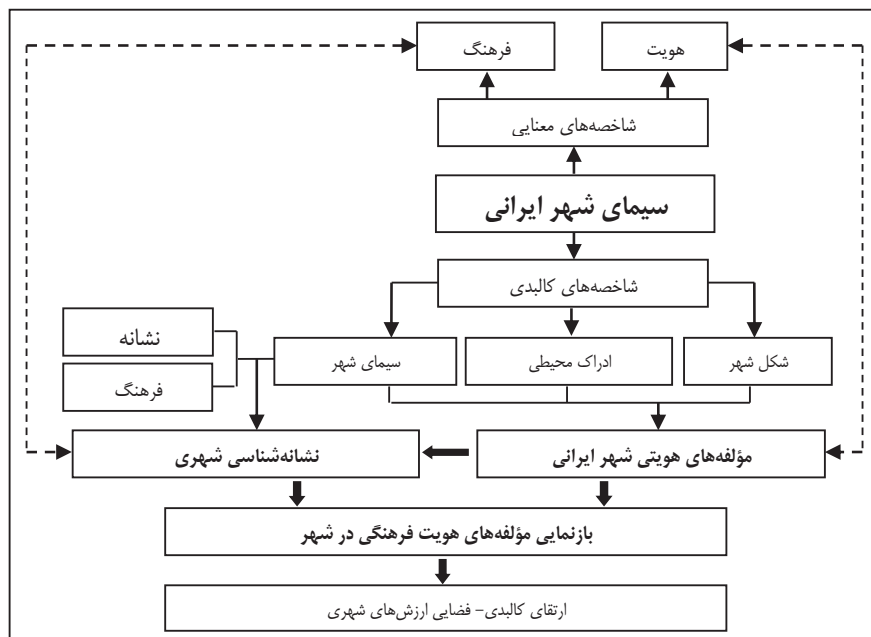 هویت
فرهنگ
شاخصه‌های معنایی
سیمای شهر ایرانی
شاخصه‌های کالبدی
شکل شهر
ادراک محیطی
سیمای شهر
نشانه
فرهنگ
مؤلفه‌های هویتی شهر ایرانی
نشانه‌شناسی شهری
بازنمایی مؤلفه‌های هویت فرهنگی در شهر
ارتقای کالبدی- فضایی ارزش‌های شهری